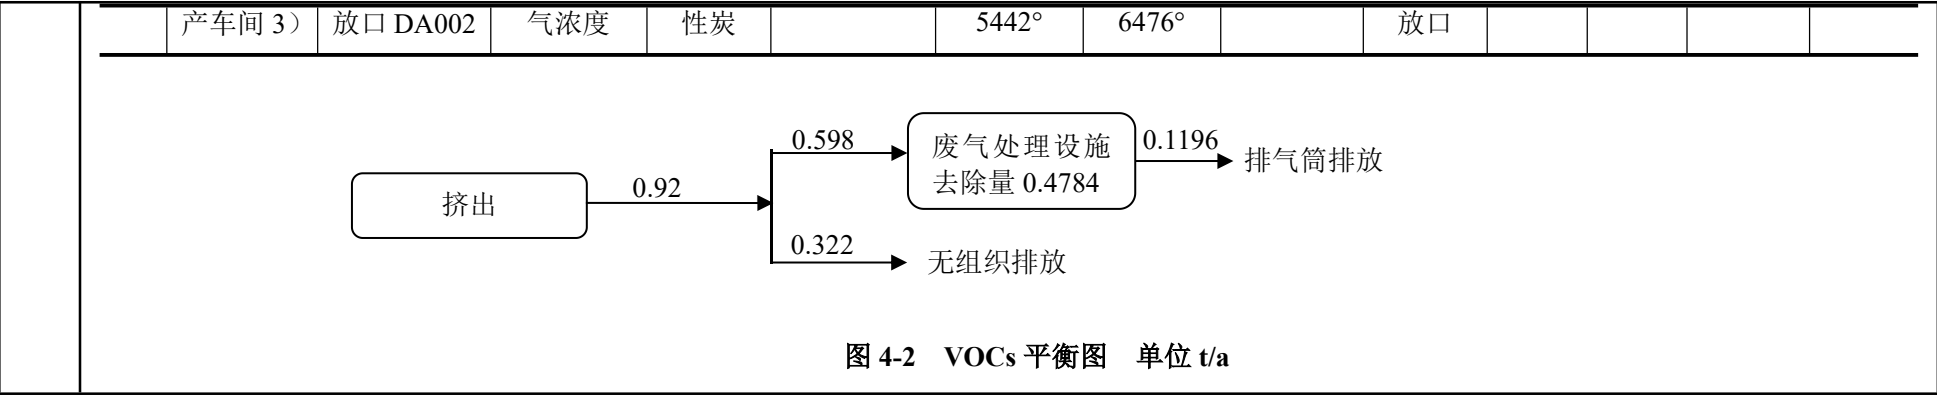 产车间 3） 放口 DA002 气浓度 性炭 5442° 6476° 放口
0.598
废气处理设施
去除量 0.4784
0.1196
排气筒排放
挤出
0.92
0.322
无组织排放
图 4-2 VOCs 平衡图 单位 t/a